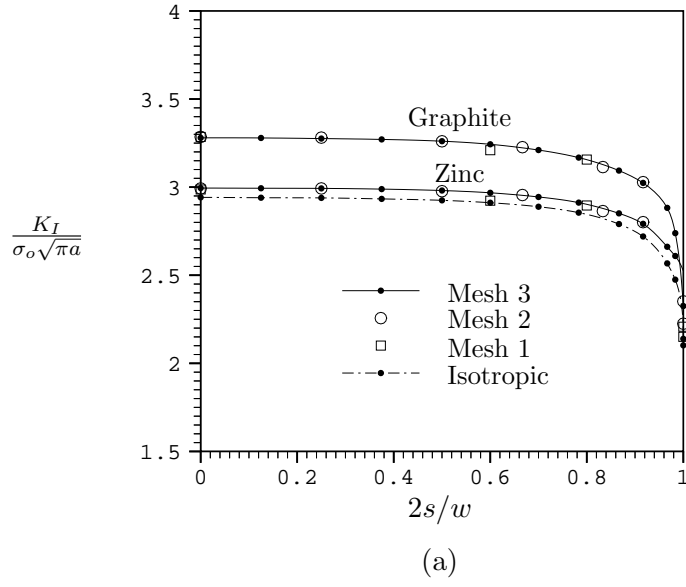 4
3.5
Graphite
Zinc
3
K_I / σ_o√πa
2.5
Mesh 3
Mesh 2
2
Mesh 1
Isotropic
1.5
0 0.2 0.4 0.6 0.8 1
2s/w
(a)